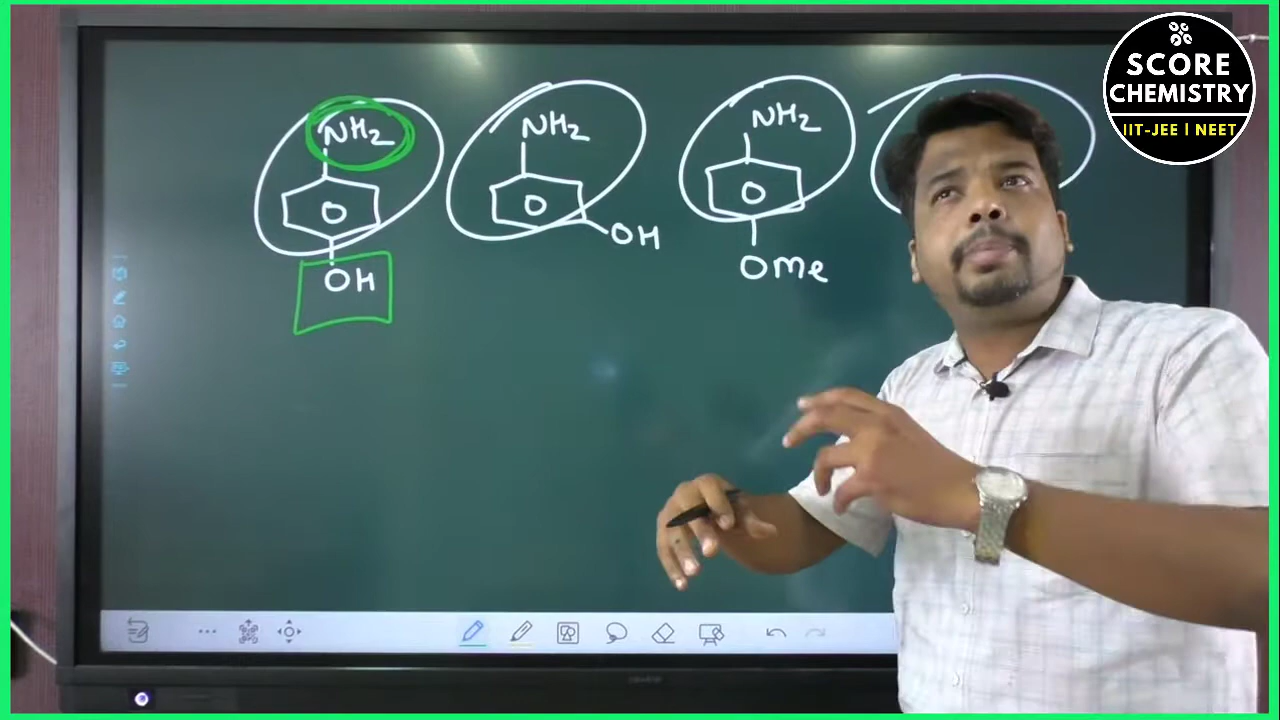 NH2
NH2
NH2
O
O
O
OH
OH
OMe
SCORE
CHEMISTRY
IIT-JEE | NEET